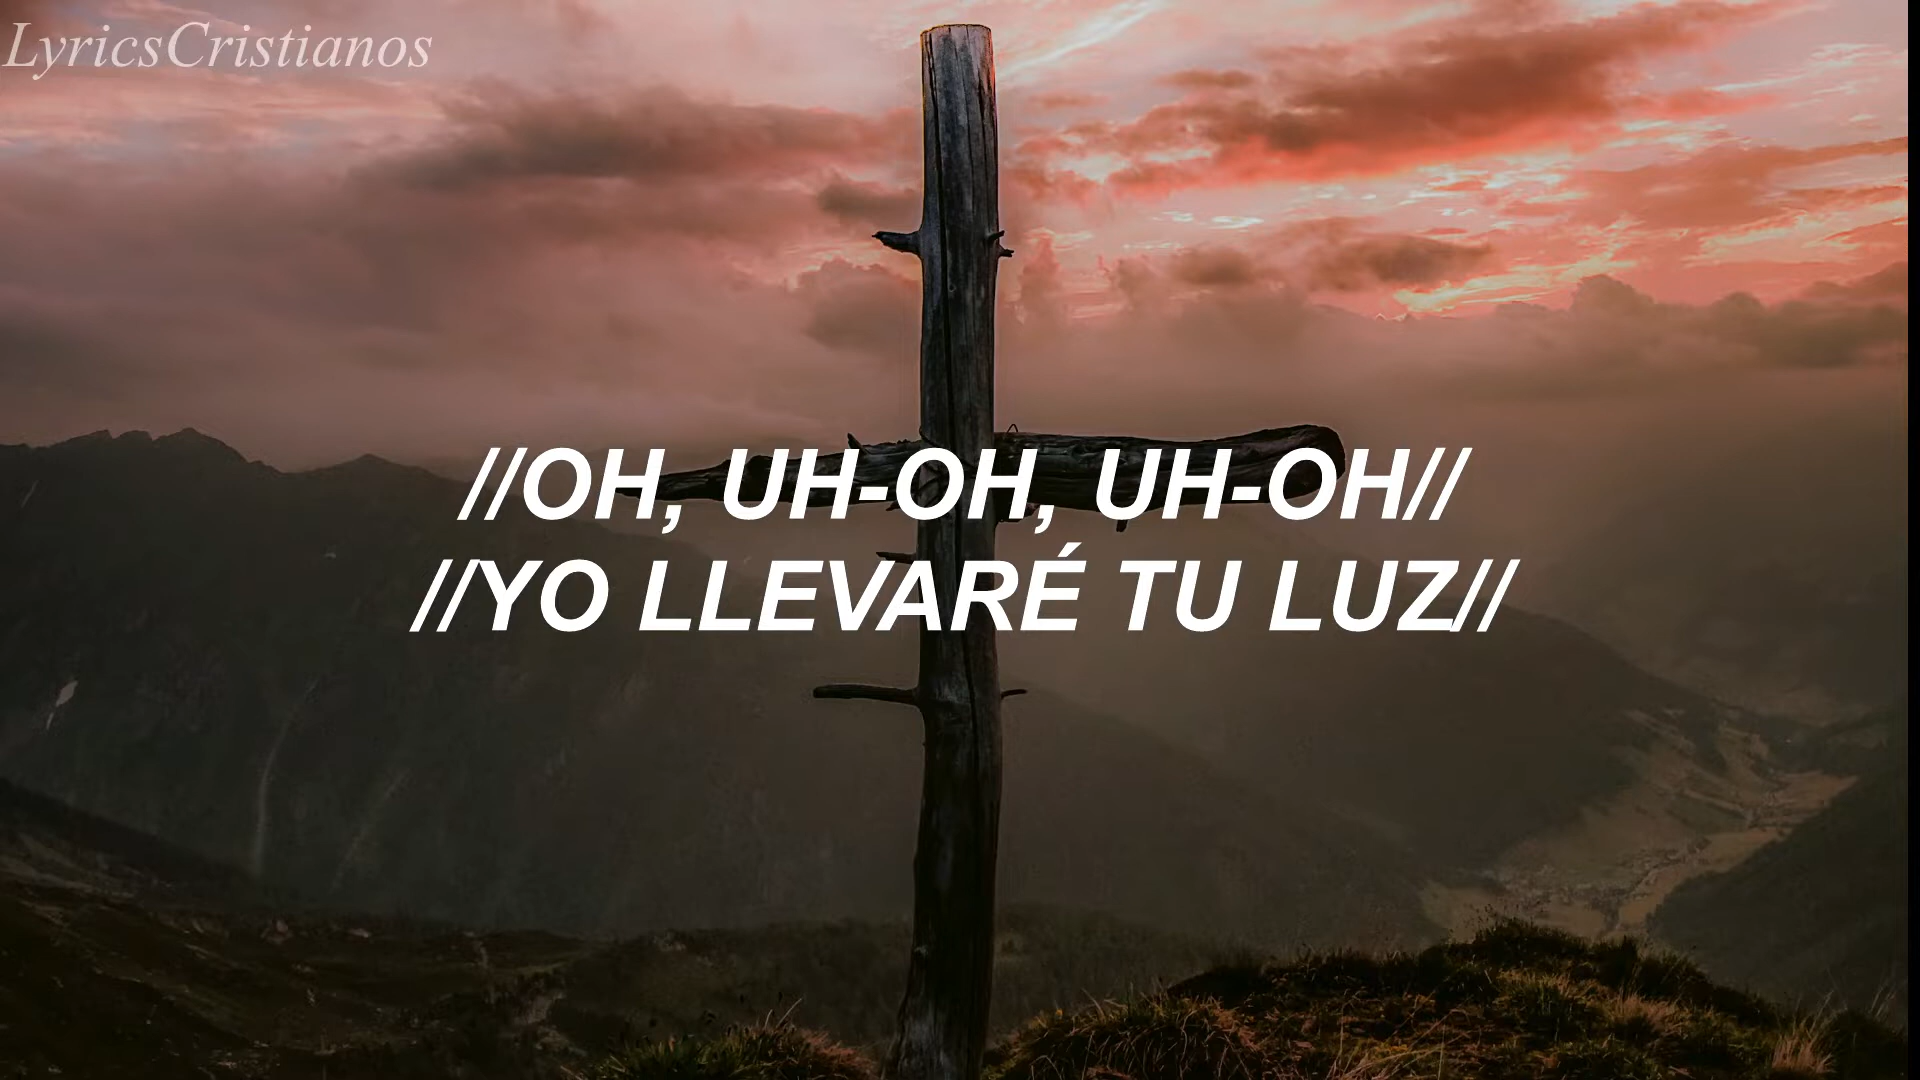 LyricsCristianos
//OH, UH-OH, UH-OH//
//YO LLEVARÉ TU LUZ//